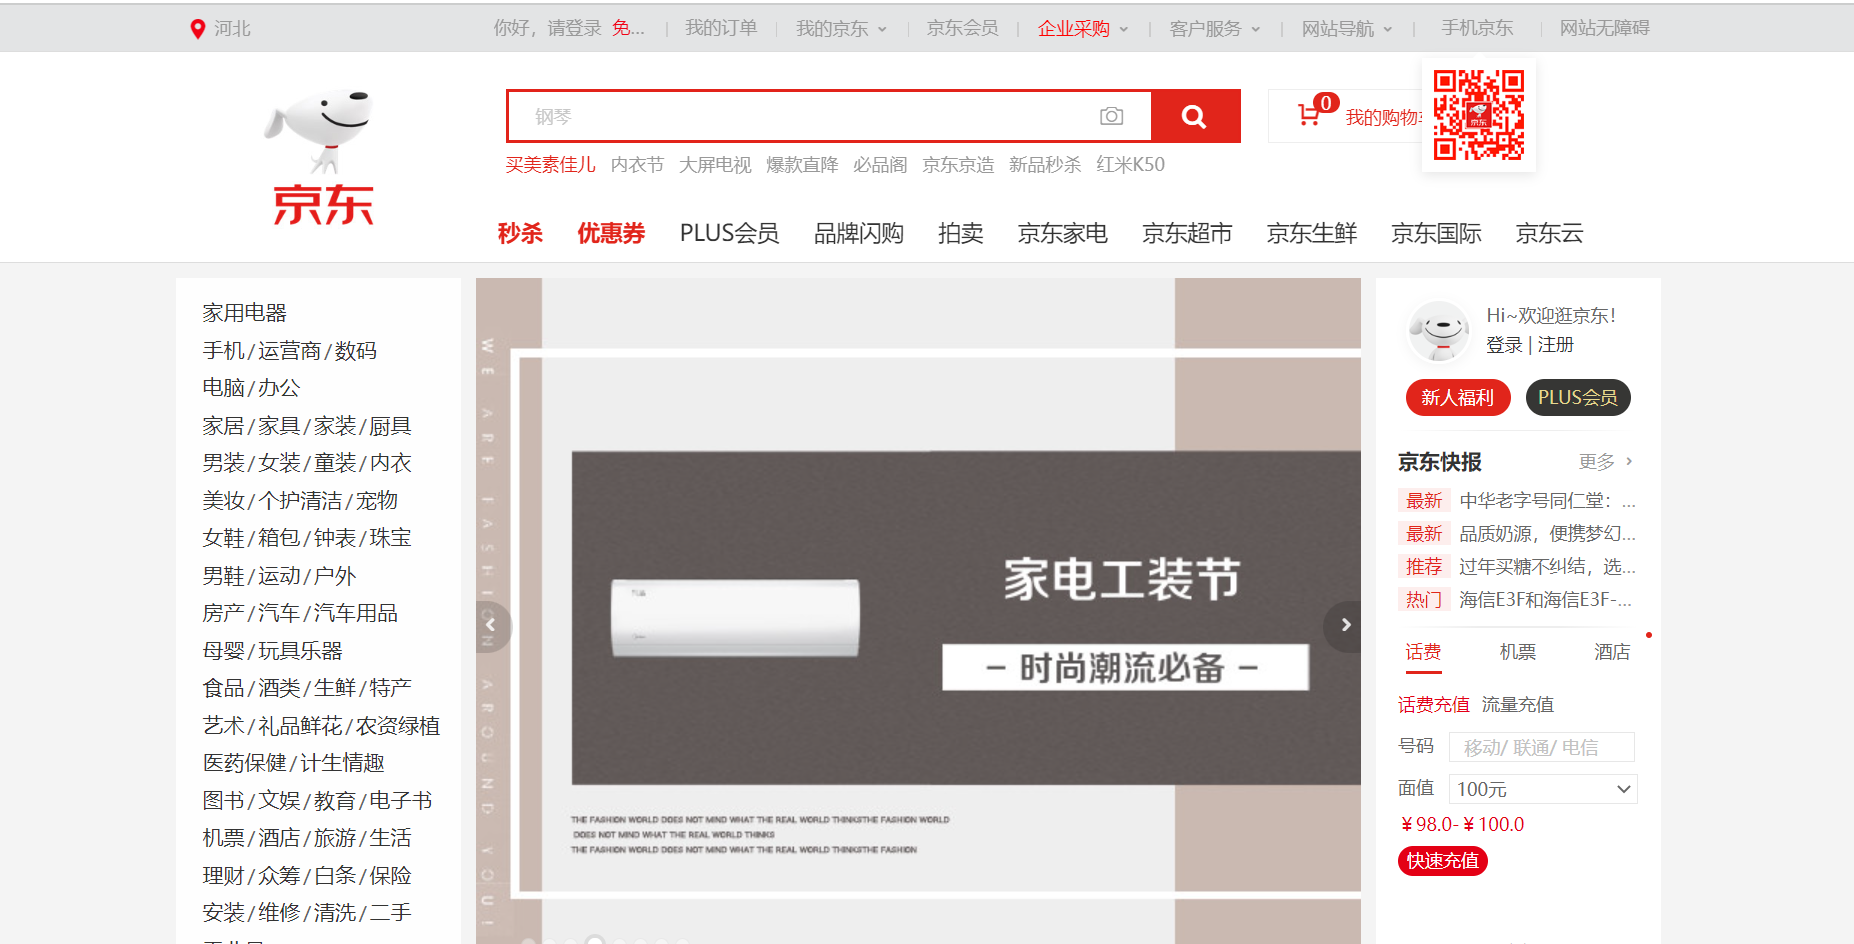 河北
你好，请登录 免...
我的订单
我的京东
京东会员
企业采购
客户服务
网站导航
手机京东
网站无障碍
京东
钢琴
0
我的购物
京东
买美素佳儿 内衣节 大屏电视 爆款直降 必品阁 京东京造 新品秒杀 红米K50
秒杀 优惠券 PLUS会员 品牌闪购 拍卖 京东家电 京东超市 京东生鲜 京东国际 京东云
家用电器
手机/运营商/数码
电脑/办公
家居/家具/家装/厨具
男装/女装/童装/内衣
美妆/个护清洁/宠物
女鞋/箱包/钟表/珠宝
男鞋/运动/户外
房产/汽车/汽车用品
母婴/玩具乐器
食品/酒类/生鲜/特产
艺术/礼品鲜花/农资绿植
医药保健/计生情趣
图书/文娱/教育/电子书
机票/酒店/旅游/生活
理财/众筹/白条/保险
安装/维修/清洗/二手
WE ARE FASHION AROUND YOU!
家电工装节
– 时尚潮流必备 –
THE FASHION WORLD DOES NOT MIND WHAT THE REAL WORLD THINKSTHE FASHION WORLD
DOES NOT MIND WHAT THE REAL WORLD THINKS
THE FASHION WORLD DOES NOT MIND WHAT THE REAL WORLD THINKSTHE FASHION
Hi~欢迎逛京东！
登录 | 注册
新人福利 PLUS会员
京东快报 更多
最新 中华老字号同仁堂：...
最新 品质奶源，便携梦幻...
推荐 过年买糖不纠结，选...
热门 海信E3F和海信E3F-...
话费 机票 酒店
话费充值 流量充值
号码 移动/ 联通/ 电信
面值 100元
¥98.0-¥100.0
快速充值